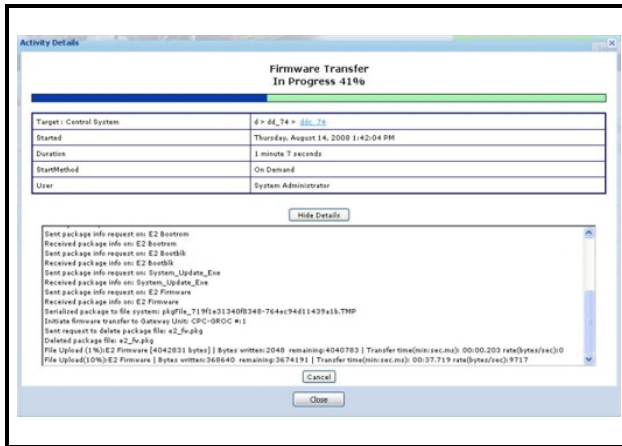 Activity Details
Firmware Transfer
In Progress 41%
Target : Control System d > dd_74 > ddc_74
Started Thursday, August 14, 2008 1:42:04 PM
Duration 1 minute 7 seconds
StartMethod On Demand
User System Administrator
Hide Details
Sent package info request on: E2 Bootrom
Received package info on: E2 Bootrom
Sent package info request on: E2 Bootblk
Received package info on: E2 Bootblk
Sent package info request on: System_Update_Exe
Received package info on: System_Update_Exe
Sent package info request on: E2 Firmware
Received package info on: E2 Firmware
Serialized package to file system: pkgFile_719f1e31340f8348-764ec94d11439a1b.TMP
Initiate firmware transfer to Gateway Unit: CPC-GROC #:1
Sent request to delete package file: e2_fw.pkg
Deleted package file: e2_fw.pkg
File Upload (1%):E2 Firmware [4042831 bytes] | Bytes written:2048 remaining:4040783 | Transfer time(min:sec.ms): 00:00.203 rate(bytes/sec):0
File Upload(10%):E2 Firmware | Bytes written:368640 remaining:3674191 | Transfer time(min:sec.ms): 00:37.719 rate(bytes/sec):9717
Cancel
Close